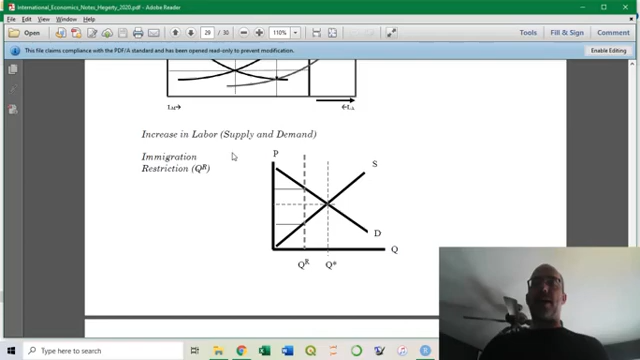 International_Economics_Notes_Hegerty_2020.pdf - Adobe Reader
File Edit View Window Help
Open 29 / 30 110% Tools Fill & Sign Comment
This file claims compliance with the PDF/A standard and has been opened read-only to prevent modification. Enable Editing
Increase in Labor (Supply and Demand)
Immigration
Restriction (Qᴿ)
P
S
D
Q
Qᴿ Q*
Type here to search